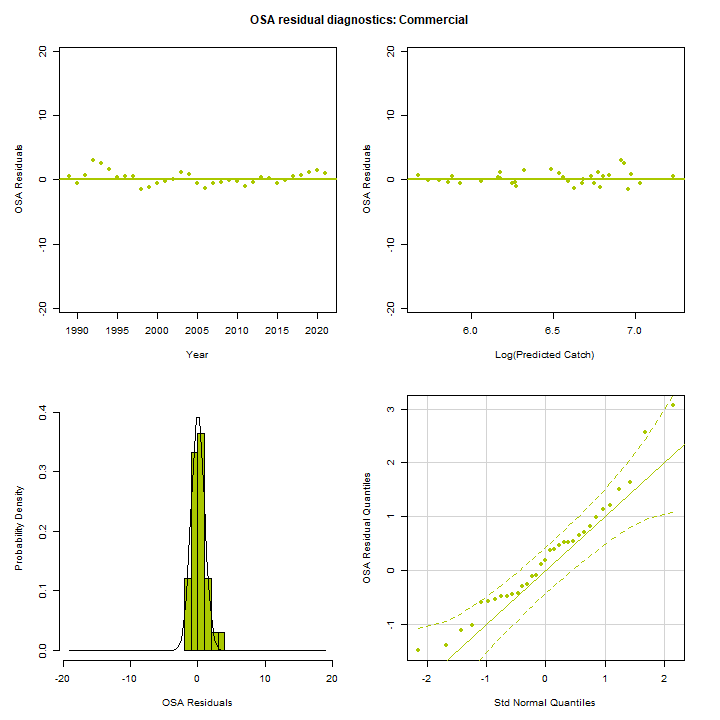 OSA residual diagnostics: Commercial
20
10
0
-10
-20
OSA Residuals
1990 1995 2000 2005 2010 2015 2020
Year
20
10
0
-10
-20
OSA Residuals
6.0 6.5 7.0
Log(Predicted Catch)
0.4
0.3
0.2
0.1
0.0
Probability Density
-20 -10 0 10 20
OSA Residuals
3
2
1
0
-1
OSA Residual Quantiles
-2 -1 0 1 2
Std Normal Quantiles